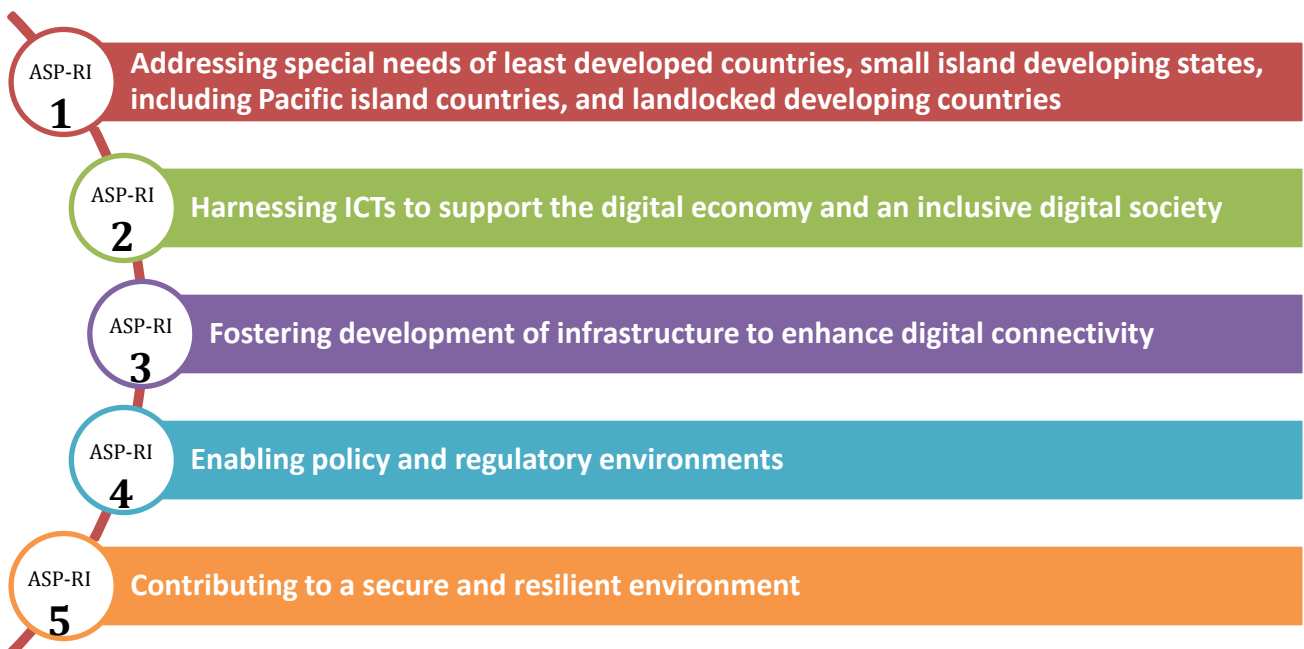 ASP-RI
1
Addressing special needs of least developed countries, small island developing states,
including Pacific island countries, and landlocked developing countries
ASP-RI
2
Harnessing ICTs to support the digital economy and an inclusive digital society
ASP-RI
3
Fostering development of infrastructure to enhance digital connectivity
ASP-RI
4
Enabling policy and regulatory environments
ASP-RI
5
Contributing to a secure and resilient environment